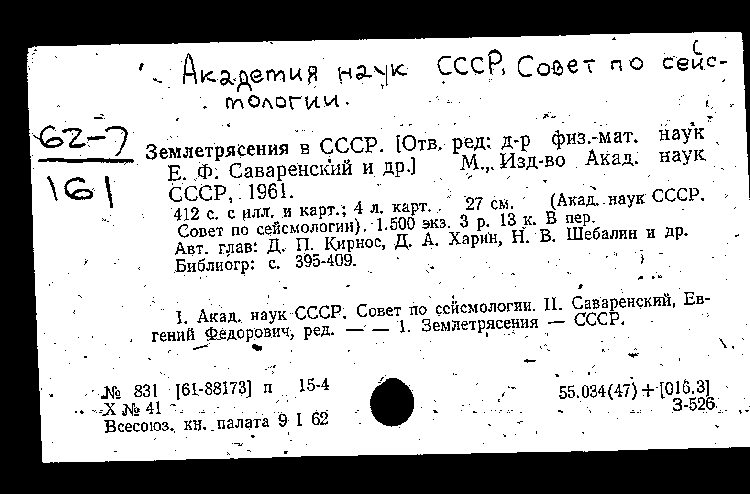 Академия наук СССР. Совет по сейс-
мологии.
62-7
161
Землетрясения в СССР. [Отв. ред: д-р физ.-мат. наук
Е. Ф. Саваренский и др.] М., Изд-во Акад. наук
СССР, 1961.
412 с. с илл. и карт.; 4 л. карт. 27 см. (Акад. наук СССР.
Совет по сейсмологии). 1.500 экз. 3 р. 13 к. В пер.
Авт. глав: Д. П. Кирнос, Д. А. Харин, Н. В. Шебалин и др.
Библиогр: с. 395-409.
I. Акад. наук СССР. Совет по сейсмологии. II. Саваренский, Ев-
гений Федорович, ред. — — 1. Землетрясения — СССР.
№ 831 [61-88173] п 15-4
X № 41
Всесоюз. кн. палата 9 I 62
55.034(47) + [016.3]
З-526